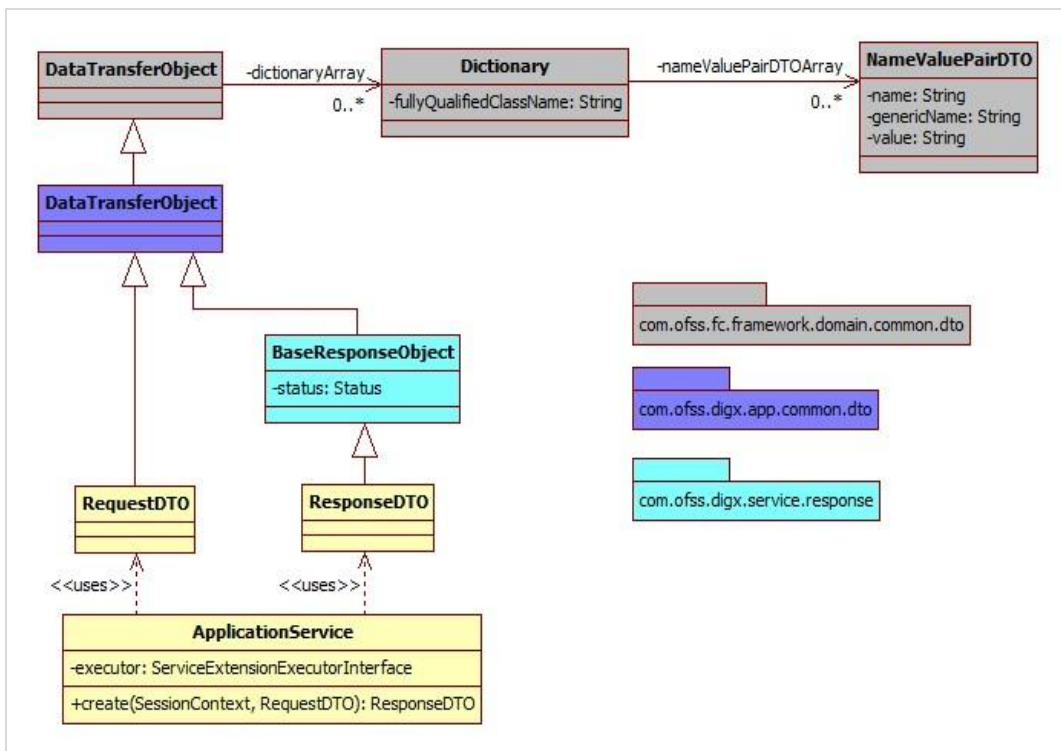 DataTransferObject
-dictionaryArray
0..*
Dictionary
-fullyQualifiedClassName: String
-nameValuePairDTOArray
0..*
NameValuePairDTO
-name: String
-genericName: String
-value: String
DataTransferObject
com.ofss.fc.framework.domain.common.dto
BaseResponseObject
-status: Status
com.ofss.digx.app.common.dto
com.ofss.digx.service.response
RequestDTO
ResponseDTO
<<uses>>
<<uses>>
ApplicationService
-executor: ServiceExtensionExecutorInterface
+create(SessionContext, RequestDTO): ResponseDTO